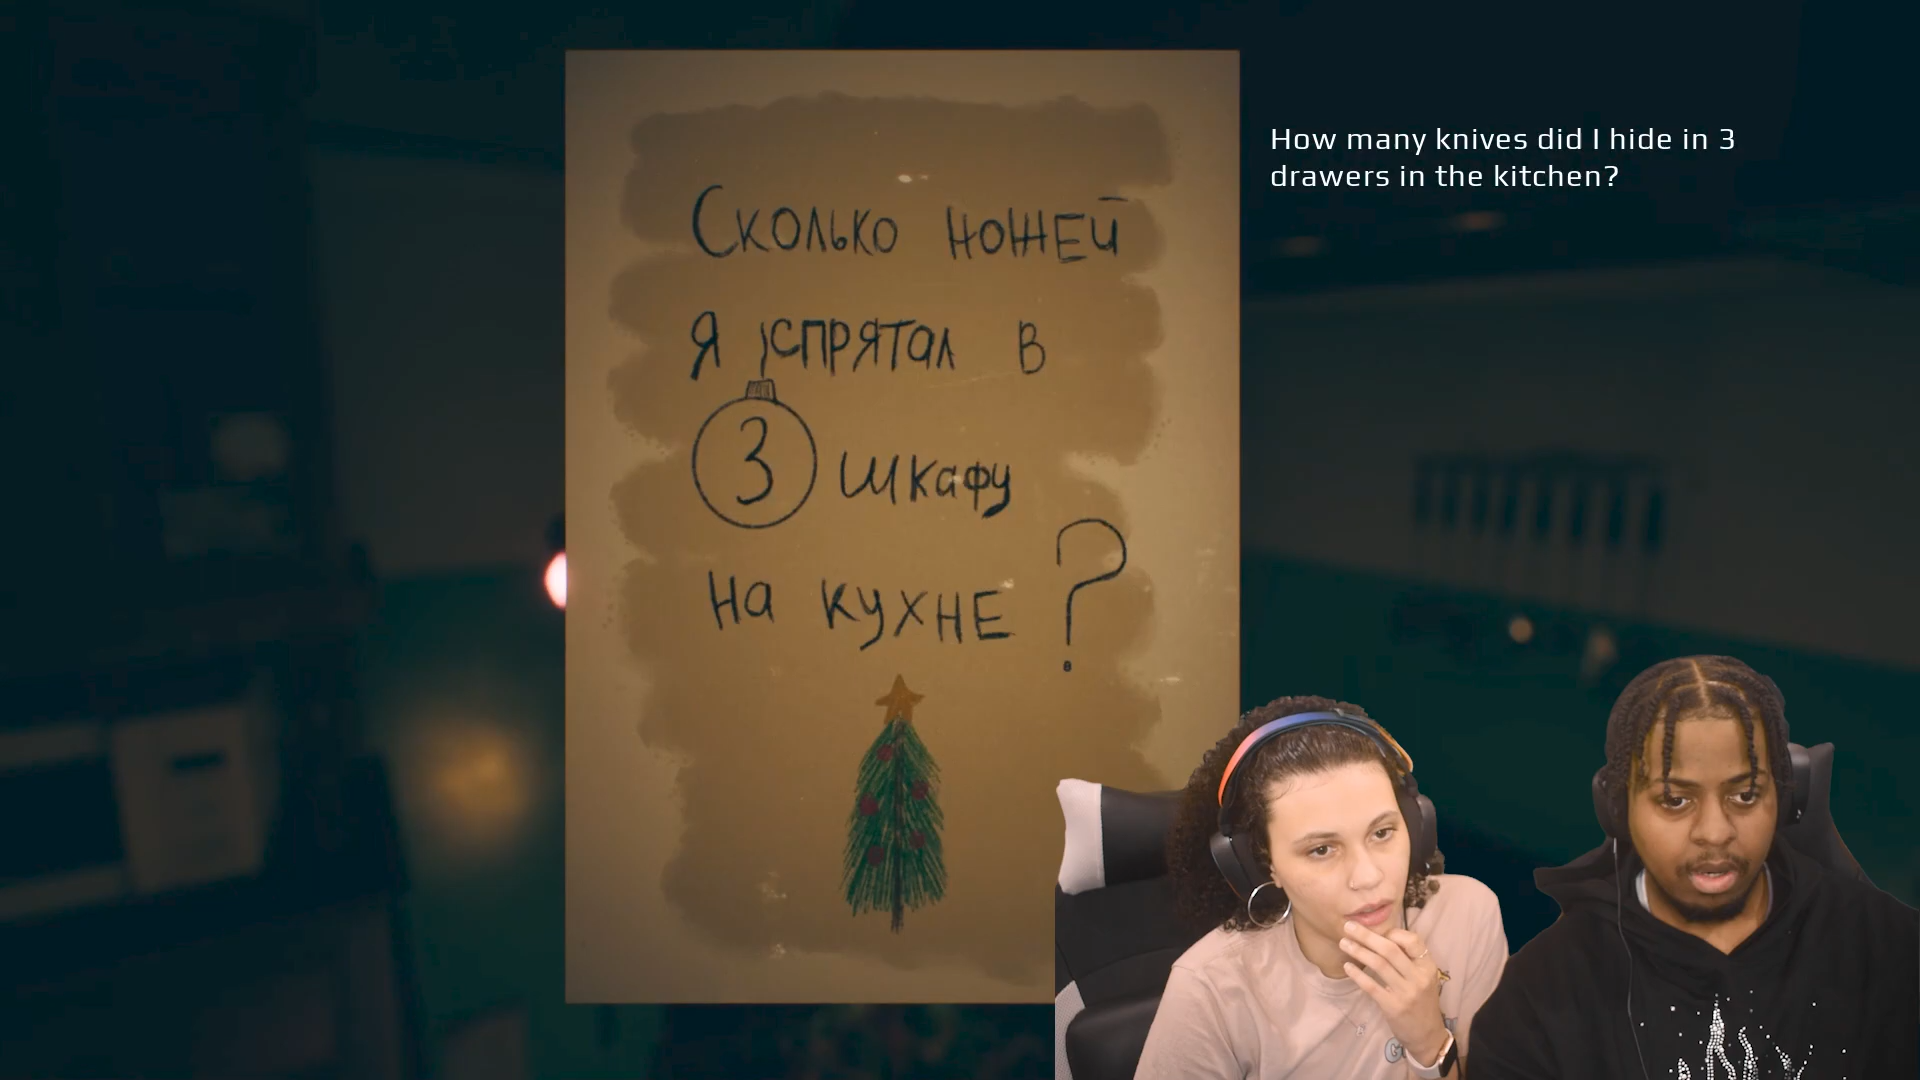 Сколько ножей
я спрятал в
3 шкафу
на кухне?
How many knives did I hide in 3
drawers in the kitchen?